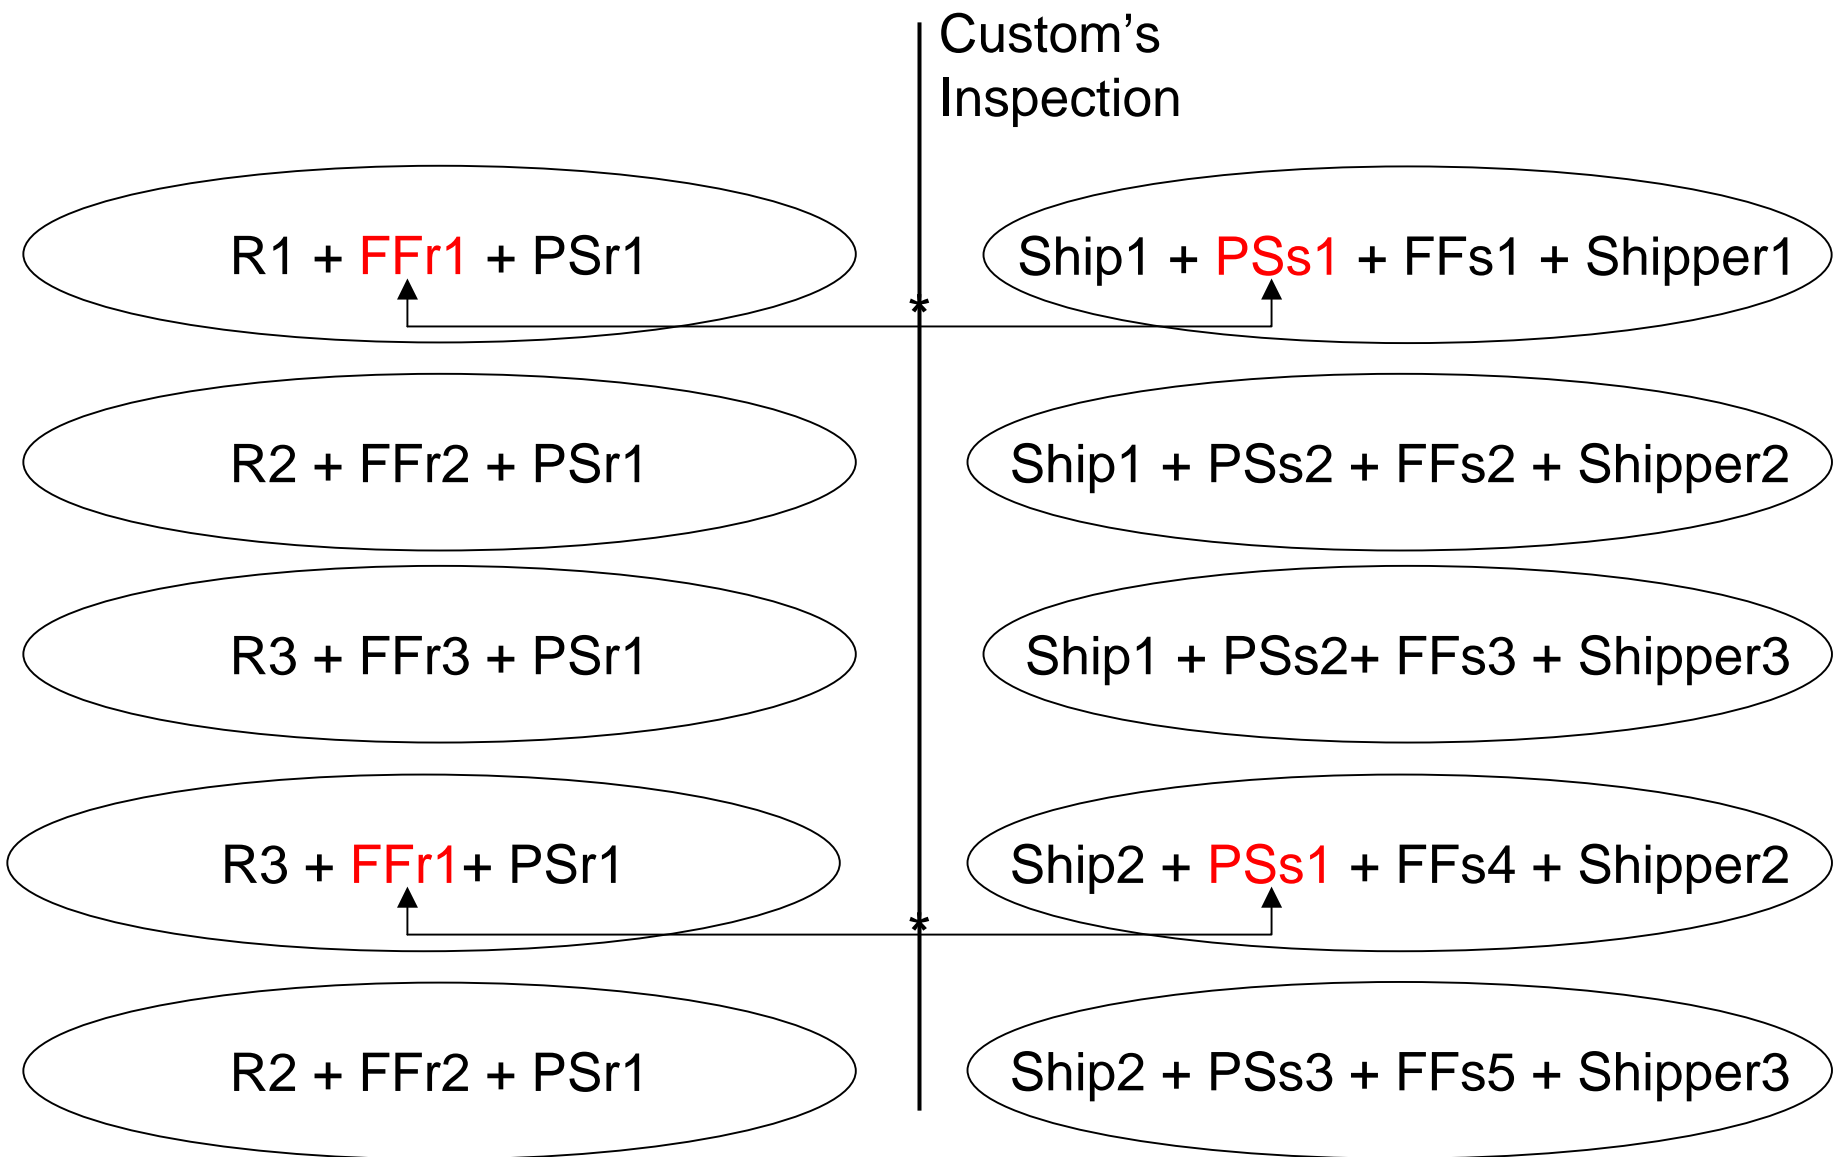 Custom’s
Inspection
R1 + FFr1 + PSr1
Ship1 + PSs1 + FFs1 + Shipper1
*
R2 + FFr2 + PSr1
Ship1 + PSs2 + FFs2 + Shipper2
R3 + FFr3 + PSr1
Ship1 + PSs2+ FFs3 + Shipper3
R3 + FFr1+ PSr1
Ship2 + PSs1 + FFs4 + Shipper2
*
R2 + FFr2 + PSr1
Ship2 + PSs3 + FFs5 + Shipper3